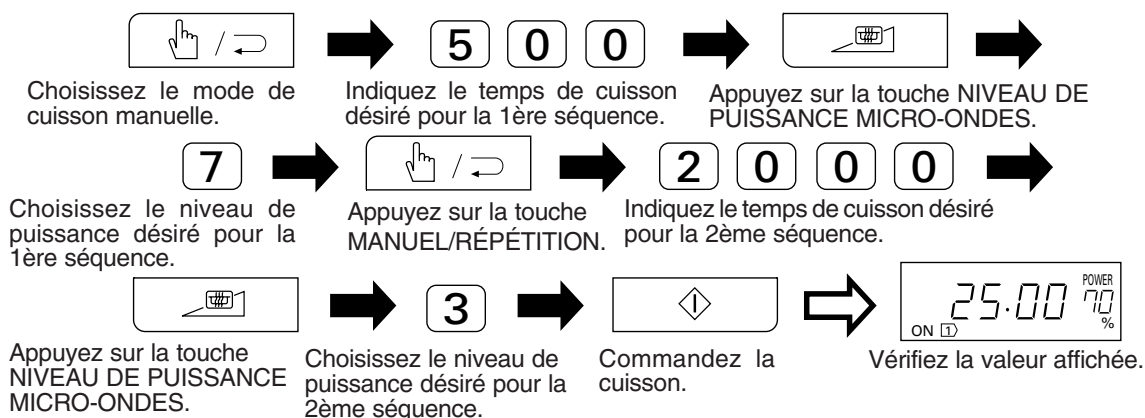 5 0 0
Choisissez le mode de
cuisson manuelle.
Indiquez le temps de cuisson
désiré pour la 1ère séquence.
Appuyez sur la touche NIVEAU DE
PUISSANCE MICRO-ONDES.
7
2 0 0 0
Choisissez le niveau de
puissance désiré pour la
1ère séquence.
Appuyez sur la touche
MANUEL/RÉPÉTITION.
Indiquez le temps de cuisson désiré
pour la 2ème séquence.
3
25.00 POWER 70 %
ON 1
Appuyez sur la touche
NIVEAU DE PUISSANCE
MICRO-ONDES.
Choisissez le niveau de
puissance désiré pour la
2ème séquence.
Commandez la
cuisson.
Vérifiez la valeur affichée.